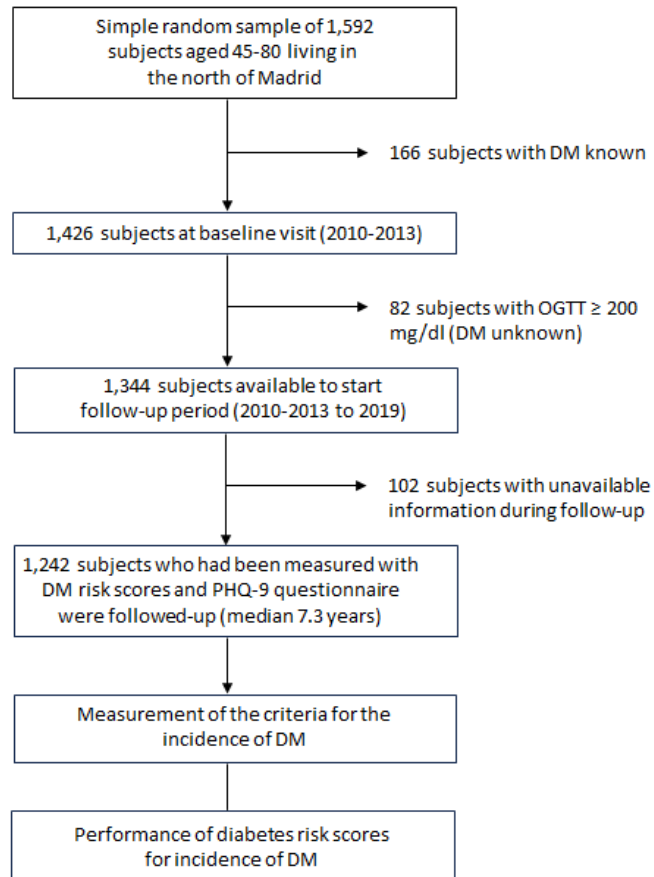 Simple random sample of 1,592
subjects aged 45-80 living in
the north of Madrid
166 subjects with DM known
1,426 subjects at baseline visit (2010-2013)
82 subjects with OGTT ≥ 200
mg/dl (DM unknown)
1,344 subjects available to start
follow-up period (2010-2013 to 2019)
102 subjects with unavailable
information during follow-up
1,242 subjects who had been measured with
DM risk scores and PHQ-9 questionnaire
were followed-up (median 7.3 years)
Measurement of the criteria for the
incidence of DM
Performance of diabetes risk scores
for incidence of DM